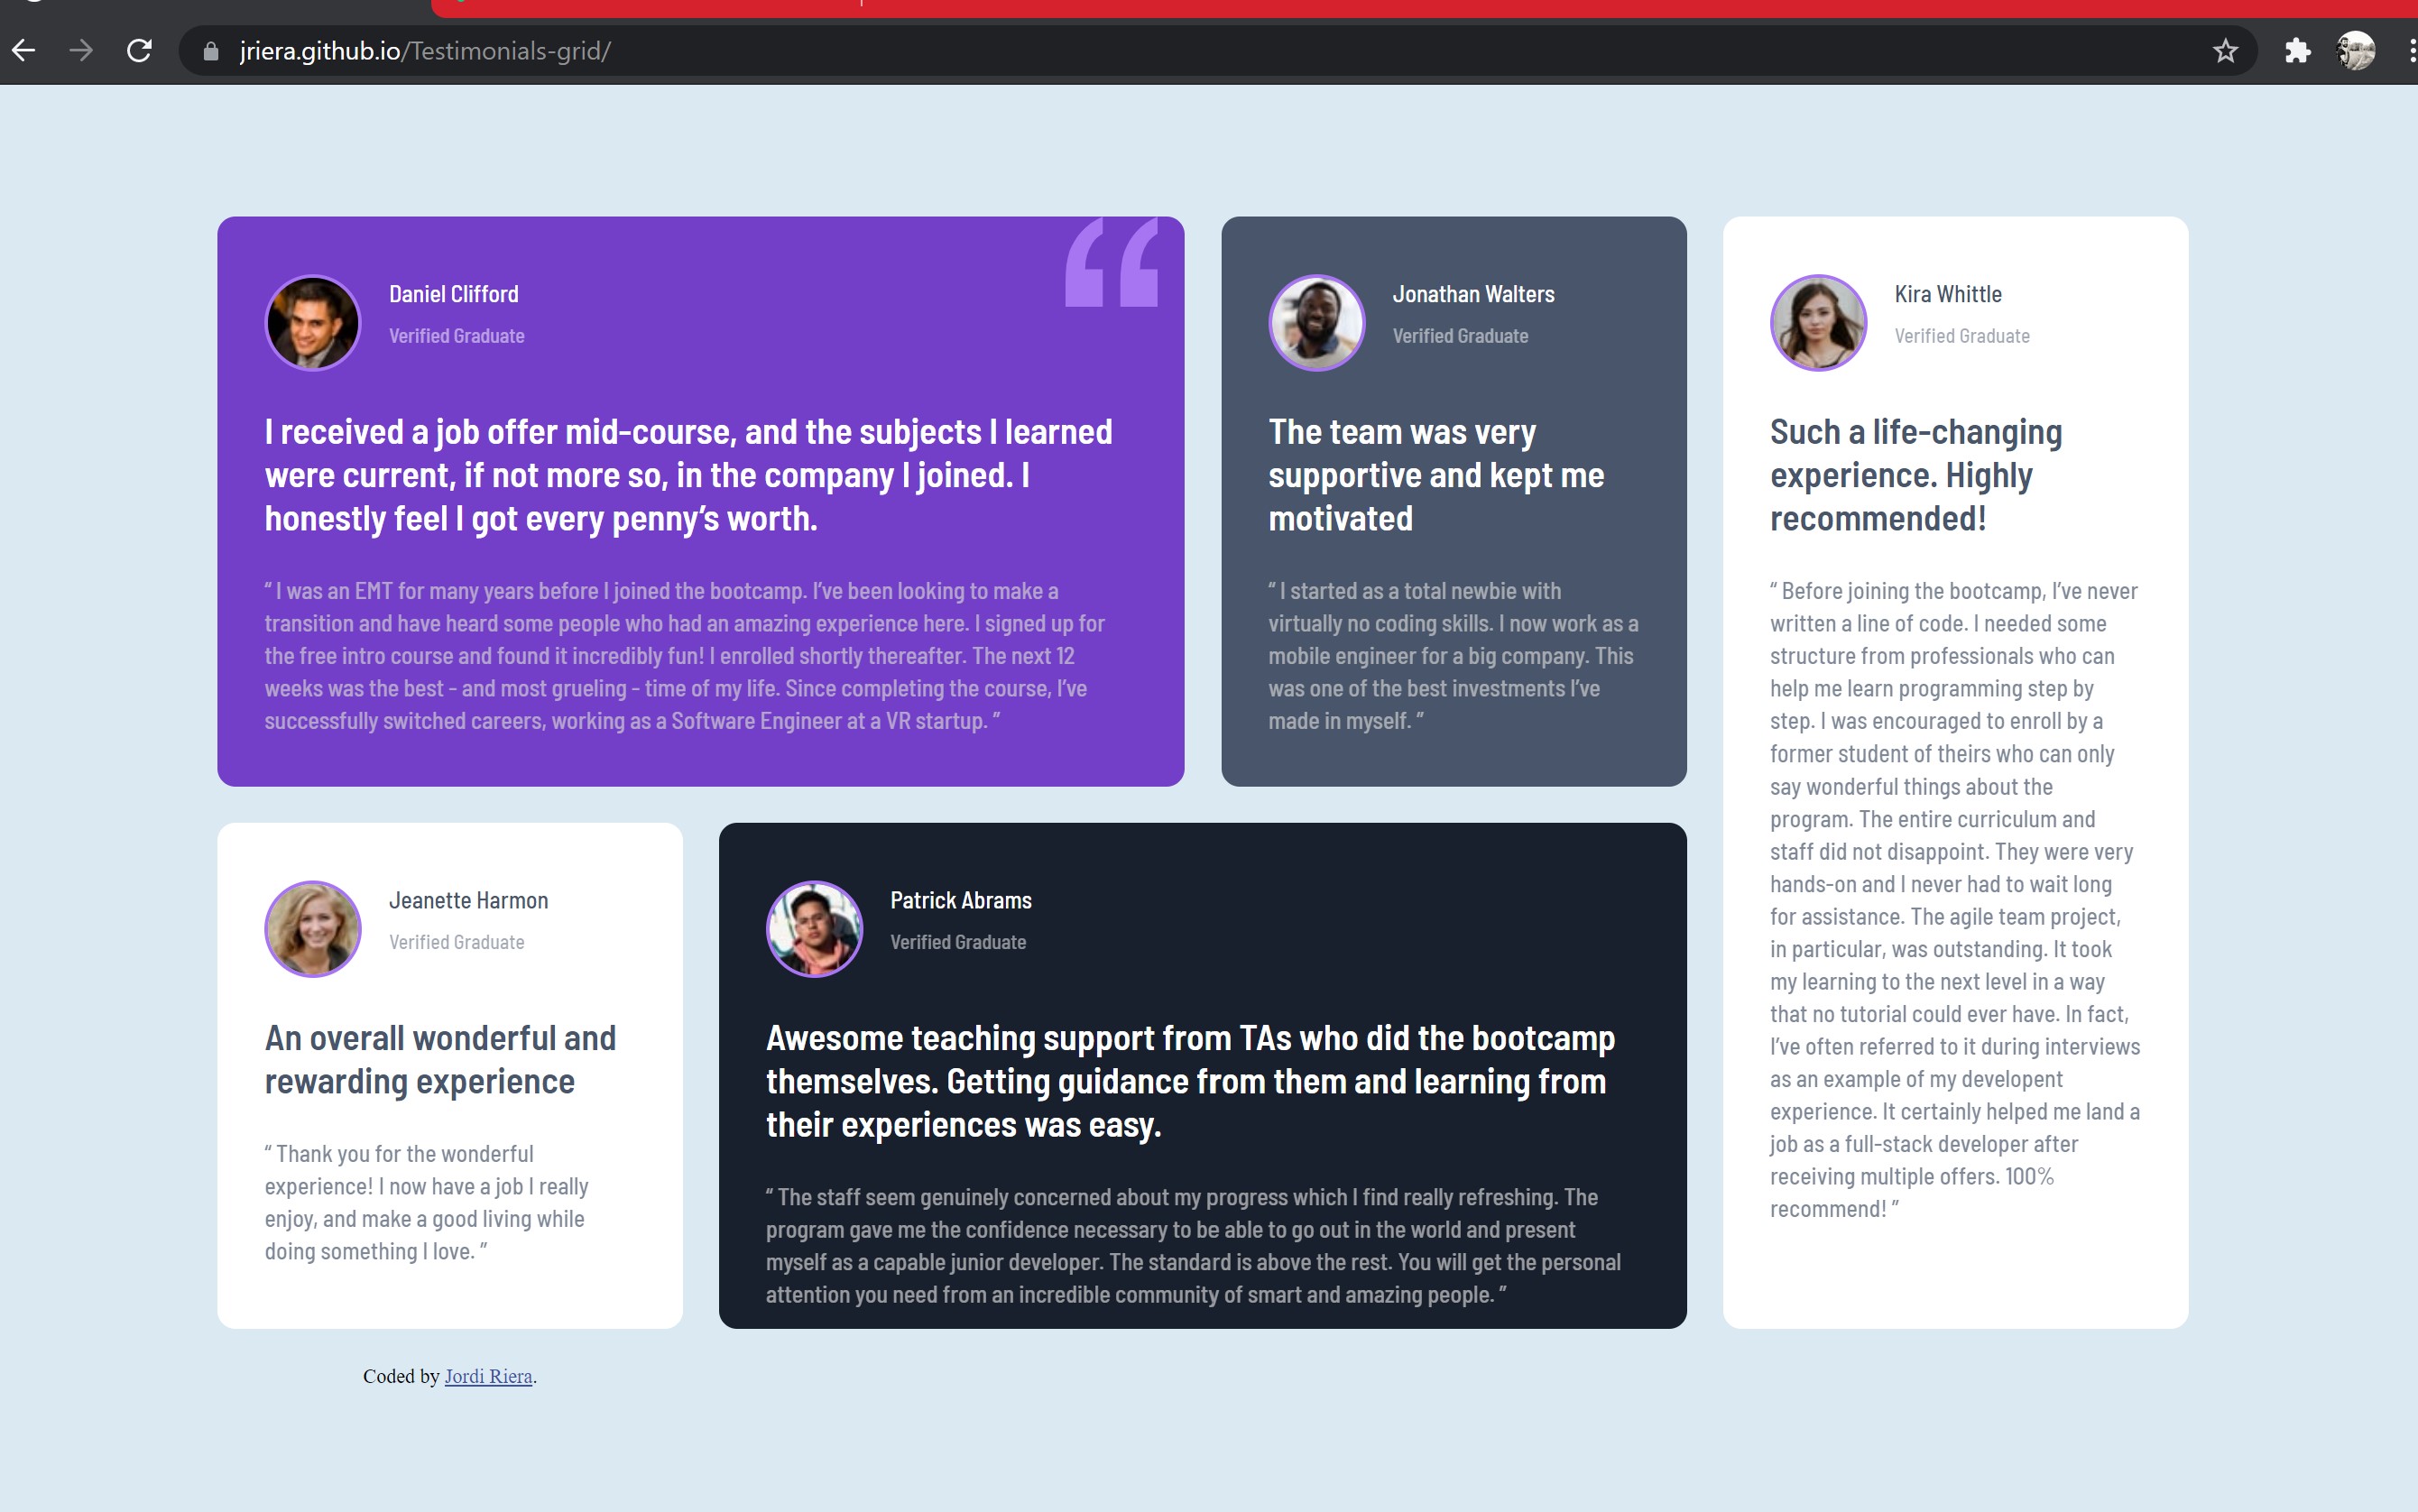 jriera.github.io/Testimonials-grid/
Daniel Clifford
Verified Graduate
I received a job offer mid-course, and the subjects I learned
were current, if not more so, in the company I joined. I
honestly feel I got every penny’s worth.
“ I was an EMT for many years before I joined the bootcamp. I’ve been looking to make a
transition and have heard some people who had an amazing experience here. I signed up for
the free intro course and found it incredibly fun! I enrolled shortly thereafter. The next 12
weeks was the best - and most grueling - time of my life. Since completing the course, I’ve
successfully switched careers, working as a Software Engineer at a VR startup. ”
Jonathan Walters
Verified Graduate
The team was very
supportive and kept me
motivated
“ I started as a total newbie with
virtually no coding skills. I now work as a
mobile engineer for a big company. This
was one of the best investments I’ve
made in myself. ”
Kira Whittle
Verified Graduate
Such a life-changing
experience. Highly
recommended!
“ Before joining the bootcamp, I’ve never
written a line of code. I needed some
structure from professionals who can
help me learn programming step by
step. I was encouraged to enroll by a
former student of theirs who can only
say wonderful things about the
program. The entire curriculum and
staff did not disappoint. They were very
hands-on and I never had to wait long
for assistance. The agile team project,
in particular, was outstanding. It took
my learning to the next level in a way
that no tutorial could ever have. In fact,
I’ve often referred to it during interviews
as an example of my developent
experience. It certainly helped me land a
job as a full-stack developer after
receiving multiple offers. 100%
recommend! ”
Jeanette Harmon
Verified Graduate
An overall wonderful and
rewarding experience
“ Thank you for the wonderful
experience! I now have a job I really
enjoy, and make a good living while
doing something I love. ”
Patrick Abrams
Verified Graduate
Awesome teaching support from TAs who did the bootcamp
themselves. Getting guidance from them and learning from
their experiences was easy.
“ The staff seem genuinely concerned about my progress which I find really refreshing. The
program gave me the confidence necessary to be able to go out in the world and present
myself as a capable junior developer. The standard is above the rest. You will get the personal
attention you need from an incredible community of smart and amazing people. ”
Coded by Jordi Riera.